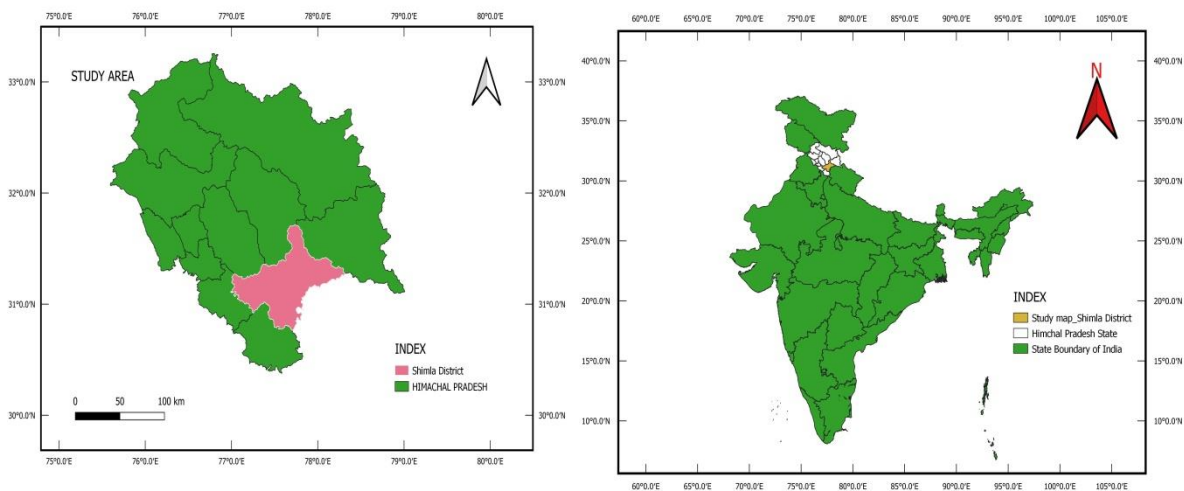 75°0.0'E 76°0.0'E 77°0.0'E 78°0.0'E 79°0.0'E 80°0.0'E
STUDY AREA
33°0.0'N 33°0.0'N
32°0.0'N 32°0.0'N
31°0.0'N 31°0.0'N
30°0.0'N 30°0.0'N
INDEX
Shimla District
HIMACHAL PRADESH
0 50 100 km
75°0.0'E 76°0.0'E 77°0.0'E 78°0.0'E 79°0.0'E 80°0.0'E
60°0.0'E 65°0.0'E 70°0.0'E 75°0.0'E 80°0.0'E 85°0.0'E 90°0.0'E 95°0.0'E 100°0.0'E 105°0.0'E
N
40°0.0'N 40°0.0'N
35°0.0'N 35°0.0'N
30°0.0'N 30°0.0'N
25°0.0'N 25°0.0'N
20°0.0'N 20°0.0'N
15°0.0'N 15°0.0'N
10°0.0'N 10°0.0'N
INDEX
Study map_Shimla District
Himchal Pradesh State
State Boundary of India
60°0.0'E 65°0.0'E 70°0.0'E 75°0.0'E 80°0.0'E 85°0.0'E 90°0.0'E 95°0.0'E 100°0.0'E 105°0.0'E